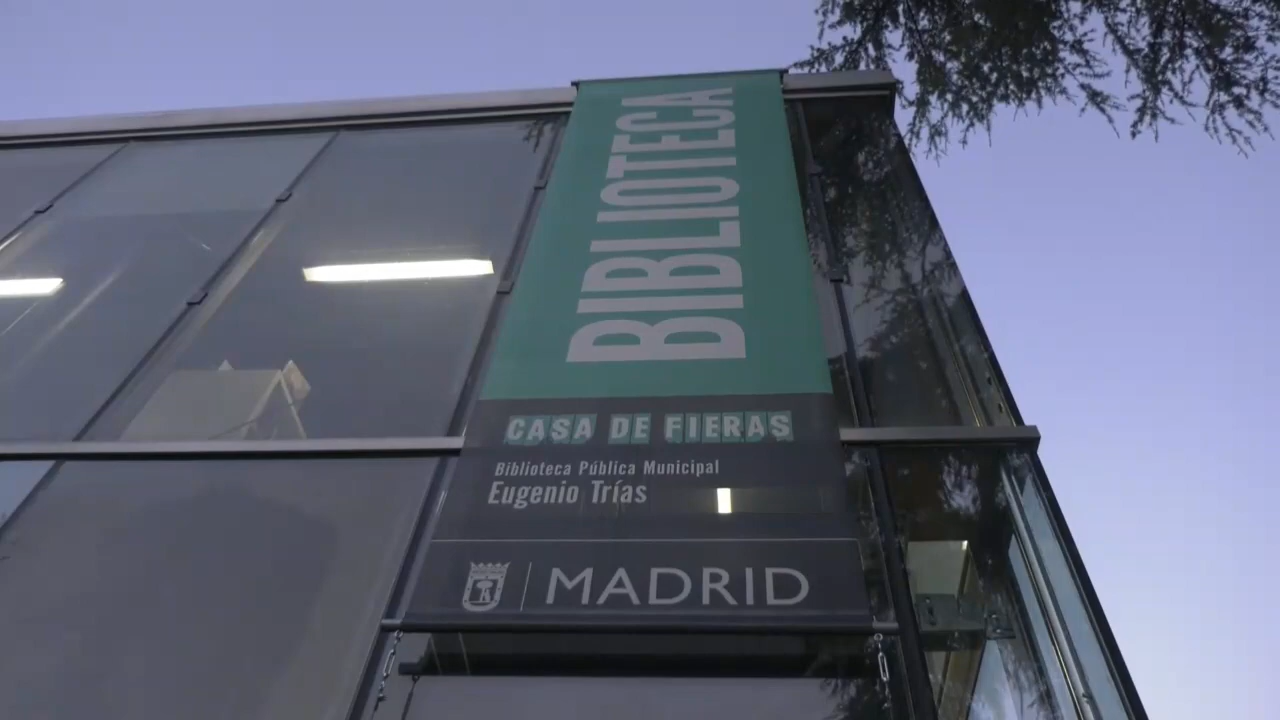 BIBLIOTECA
CASA DE FIERAS
Biblioteca Pública Municipal
Eugenio Trías
MADRID